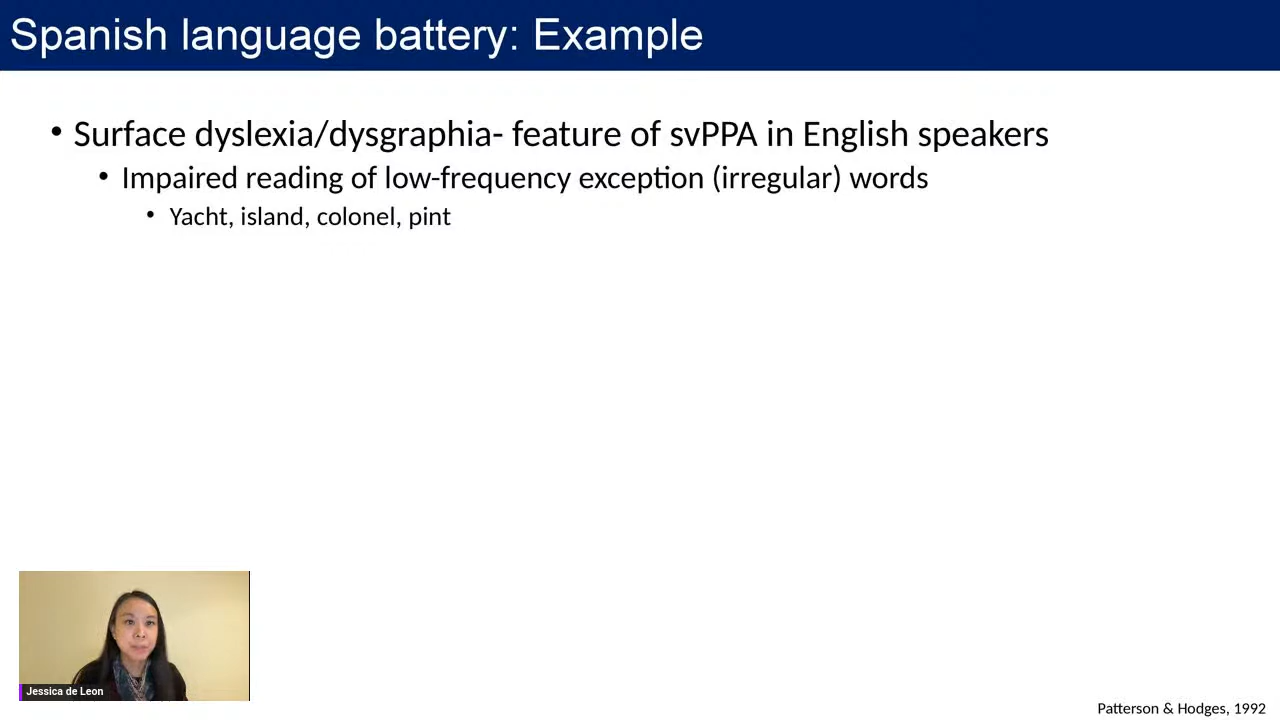 Spanish language battery: Example
• Surface dyslexia/dysgraphia- feature of svPPA in English speakers
• Impaired reading of low-frequency exception (irregular) words
• Yacht, island, colonel, pint
Jessica de Leon
Patterson & Hodges, 1992